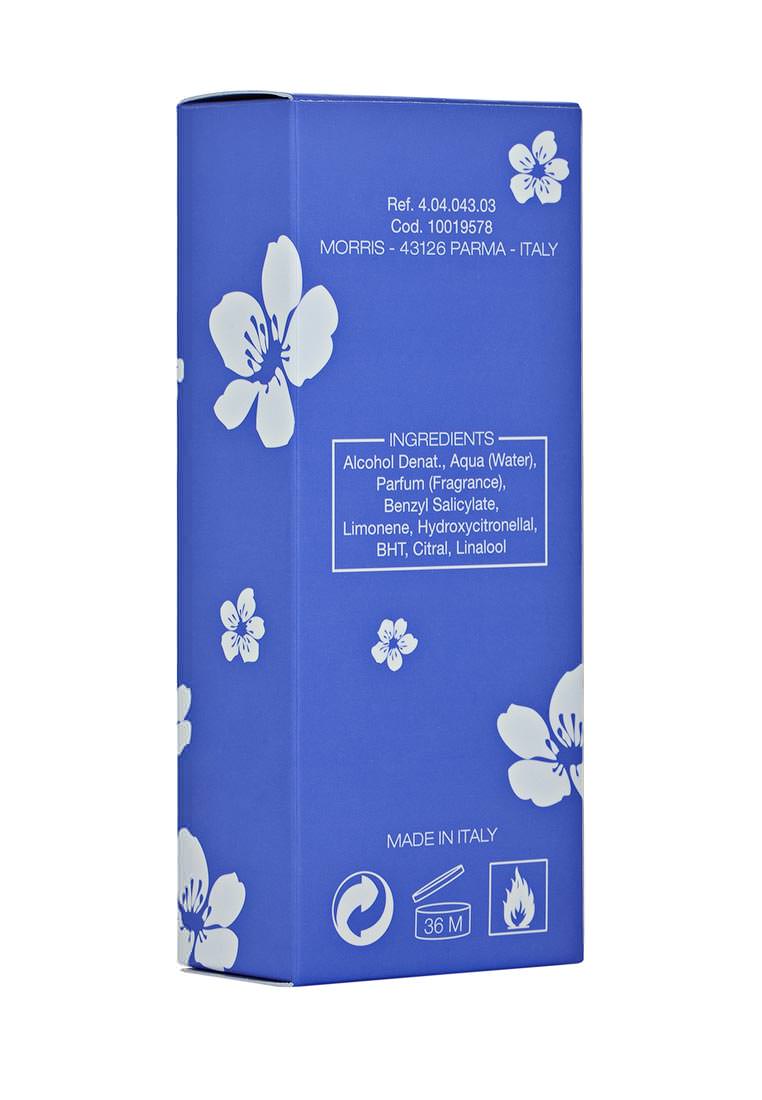 Ref. 4.04.043.03
Cod. 10019578
MORRIS - 43126 PARMA - ITALY
INGREDIENTS
Alcohol Denat., Aqua (Water),
Parfum (Fragrance),
Benzyl Salicylate,
Limonene, Hydroxycitronellal,
BHT, Citral, Linalool
MADE IN ITALY
36 M